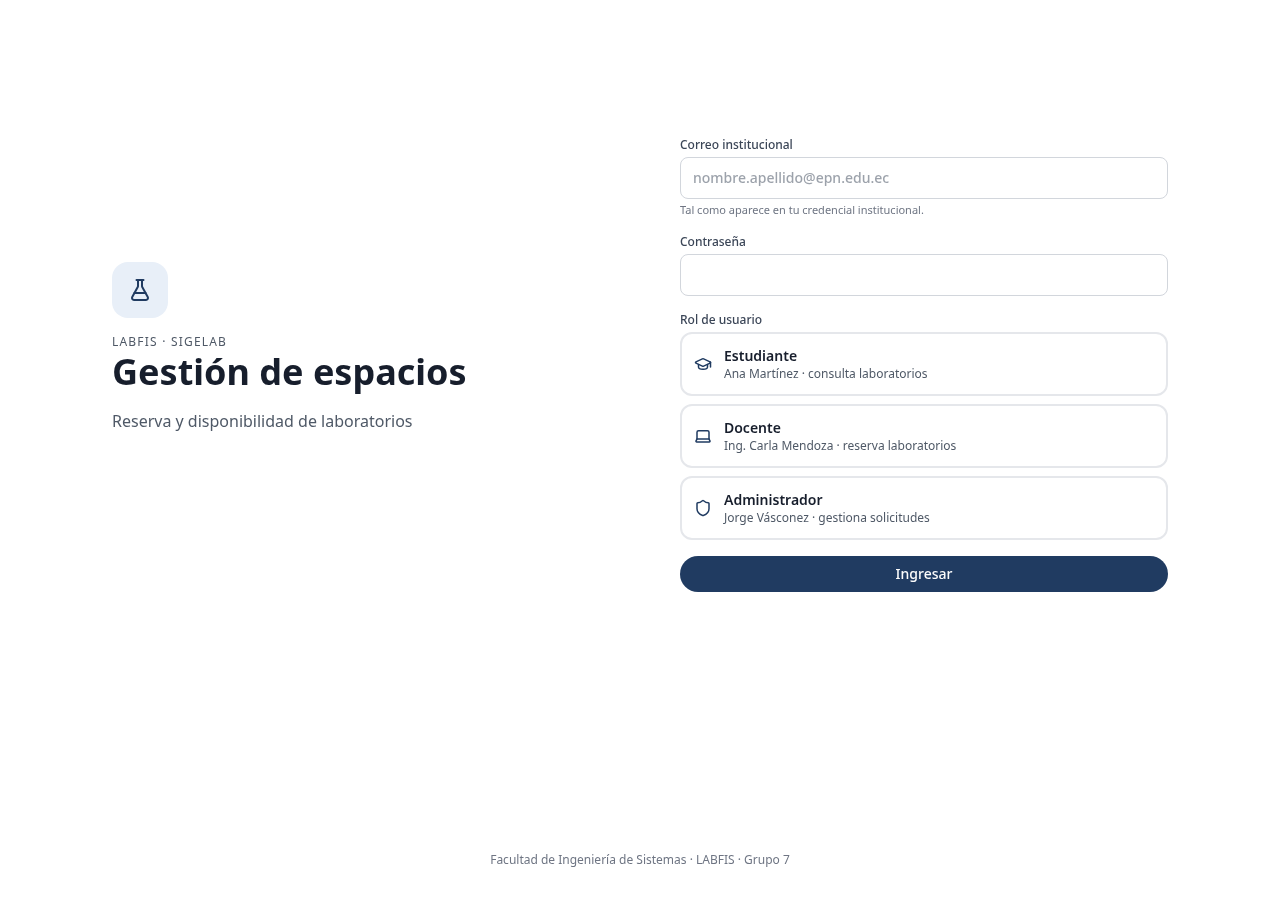 LABFIS · SIGELAB
Gestión de espacios
Reserva y disponibilidad de laboratorios
Correo institucional
nombre.apellido@epn.edu.ec
Tal como aparece en tu credencial institucional.
Contraseña
Rol de usuario
Estudiante
Ana Martínez · consulta laboratorios
Docente
Ing. Carla Mendoza · reserva laboratorios
Administrador
Jorge Vásconez · gestiona solicitudes
Ingresar
Facultad de Ingeniería de Sistemas · LABFIS · Grupo 7